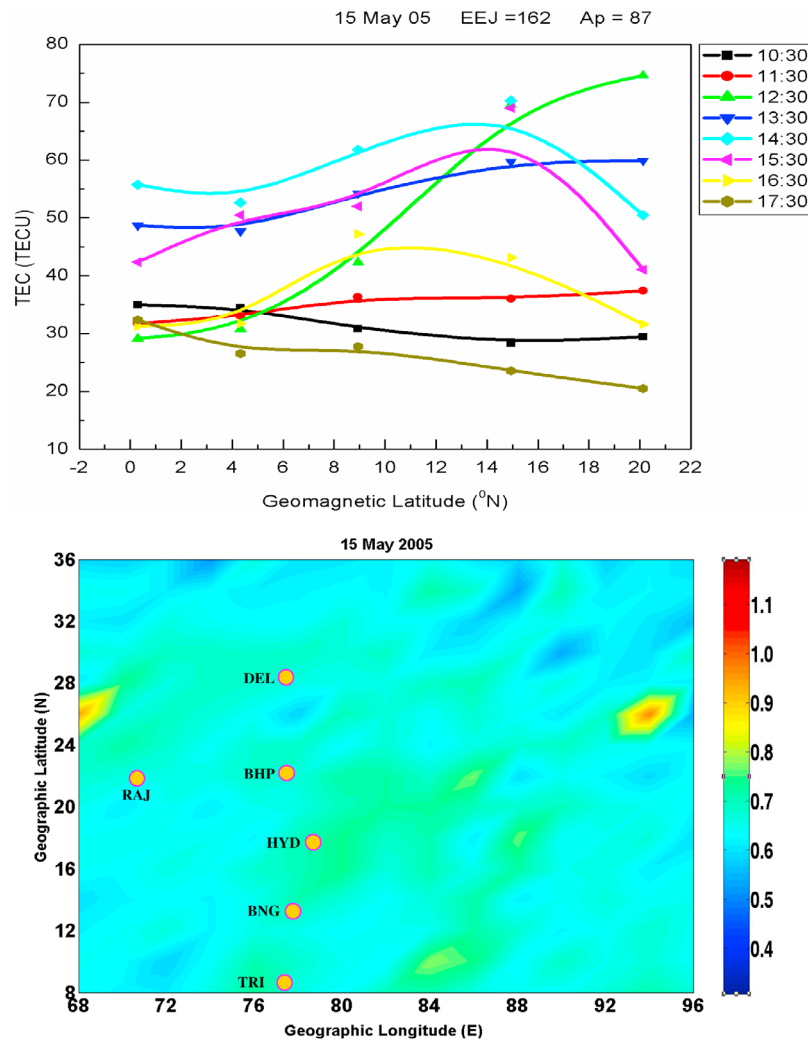 15 May 05 EEJ =162 Ap = 87
80
70
60
50
40
30
20
10
TEC (TECU)
-2 0 2 4 6 8 10 12 14 16 18 20 22
Geomagnetic Latitude (⁰N)
10:30
11:30
12:30
13:30
14:30
15:30
16:30
17:30
15 May 2005
36
32
28
24
20
16
12
8
Geographic Latitude (N)
DEL
BHP
RAJ
HYD
BNG
TRI
68 72 76 80 84 88 92 96
Geographic Longitude (E)
1.1
1.0
0.9
0.8
0.7
0.6
0.5
0.4